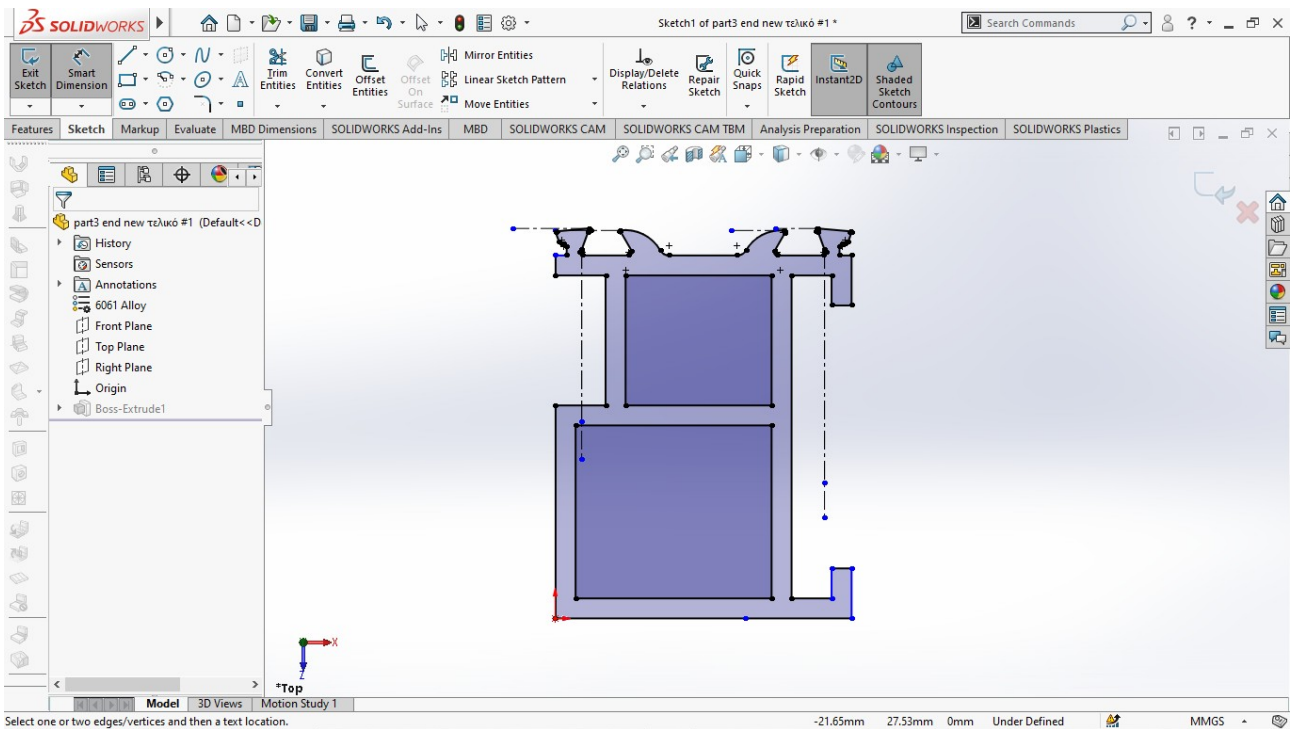 SOLIDWORKS
Sketch1 of part3 end new τελικό #1 *
Search Commands
?
Exit Sketch
Smart Dimension
Trim Entities
Convert Entities
Offset Entities
Offset On Surface
Mirror Entities
Linear Sketch Pattern
Move Entities
Display/Delete Relations
Repair Sketch
Quick Snaps
Rapid Sketch
Instant2D
Shaded Sketch Contours
Features Sketch Markup Evaluate MBD Dimensions SOLIDWORKS Add-Ins MBD SOLIDWORKS CAM SOLIDWORKS CAM TBM Analysis Preparation SOLIDWORKS Inspection SOLIDWORKS Plastics
part3 end new τελικό #1 (Default<<D
History
Sensors
Annotations
6061 Alloy
Front Plane
Top Plane
Right Plane
Origin
Boss-Extrude1
X
Z
*Top
Model 3D Views Motion Study 1
Select one or two edges/vertices and then a text location.
-21.65mm 27.53mm 0mm Under Defined MMGS